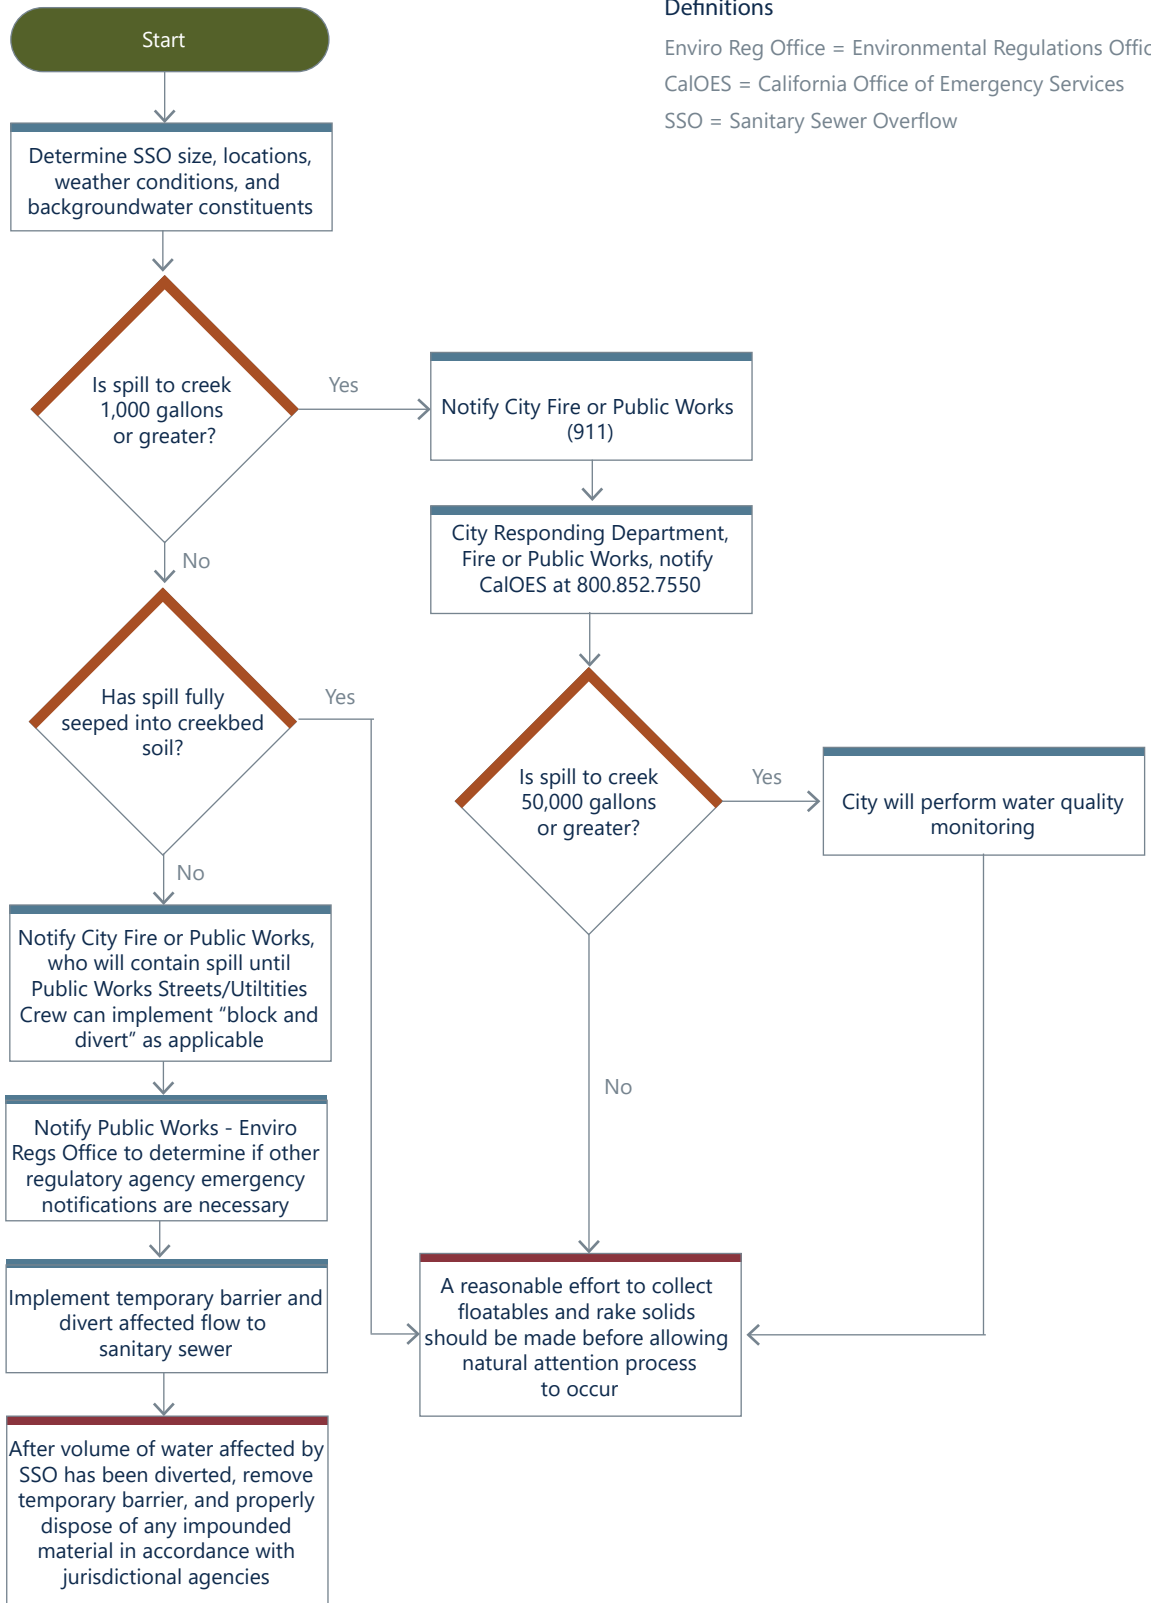 Definitions
Enviro Reg Office = Environmental Regulations Offic
CalOES = California Office of Emergency Services
SSO = Sanitary Sewer Overflow
Start
Determine SSO size, locations,
weather conditions, and
backgroundwater constituents
Is spill to creek
1,000 gallons
or greater?
Yes
Notify City Fire or Public Works
(911)
City Responding Department,
Fire or Public Works, notify
CalOES at 800.852.7550
No
Has spill fully
seeped into creekbed
soil?
Yes
Is spill to creek
50,000 gallons
or greater?
Yes
City will perform water quality
monitoring
No
Notify City Fire or Public Works,
who will contain spill until
Public Works Streets/Utiltities
Crew can implement “block and
divert” as applicable
No
Notify Public Works - Enviro
Regs Office to determine if other
regulatory agency emergency
notifications are necessary
Implement temporary barrier and
divert affected flow to
sanitary sewer
A reasonable effort to collect
floatables and rake solids
should be made before allowing
natural attention process
to occur
After volume of water affected by
SSO has been diverted, remove
temporary barrier, and properly
dispose of any impounded
material in accordance with
jurisdictional agencies